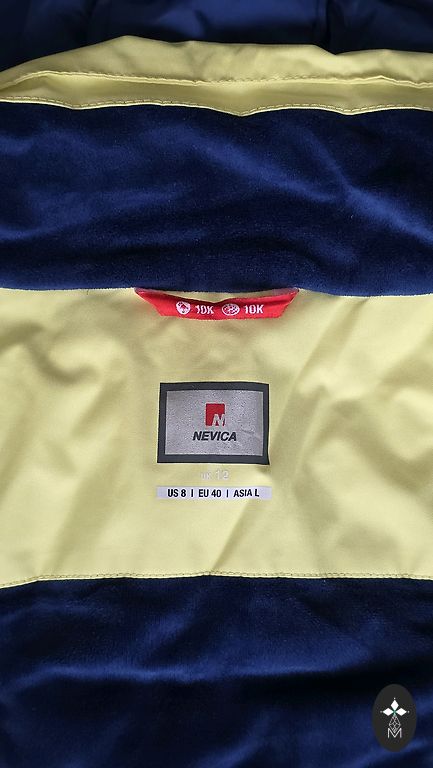 10K 10K
N
NEVICA
UK 12
US 8 | EU 40 | ASIA L
M